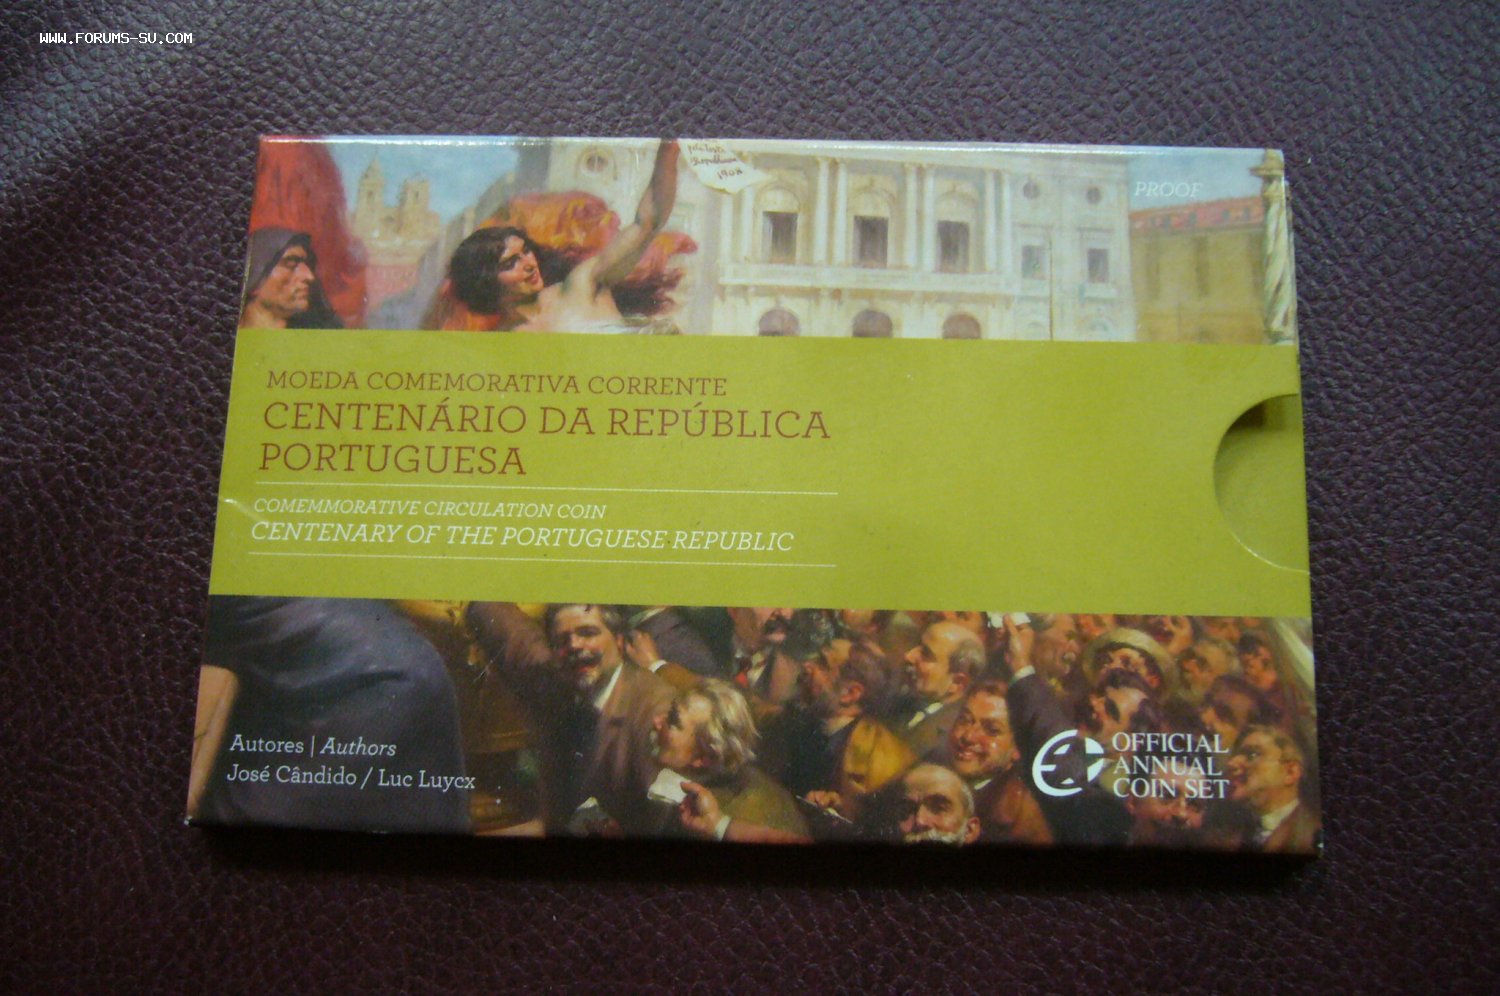 WWW.FORUMS-SU.COM
1908
PROOF
MOEDA COMEMORATIVA CORRENTE
CENTENÁRIO DA REPÚBLICA
PORTUGUESA
COMEMMORATIVE CIRCULATION COIN
CENTENARY OF THE PORTUGUESE REPUBLIC
Autores | Authors
José Cândido / Luc Luycx
OFFICIAL
ANNUAL
COIN SET